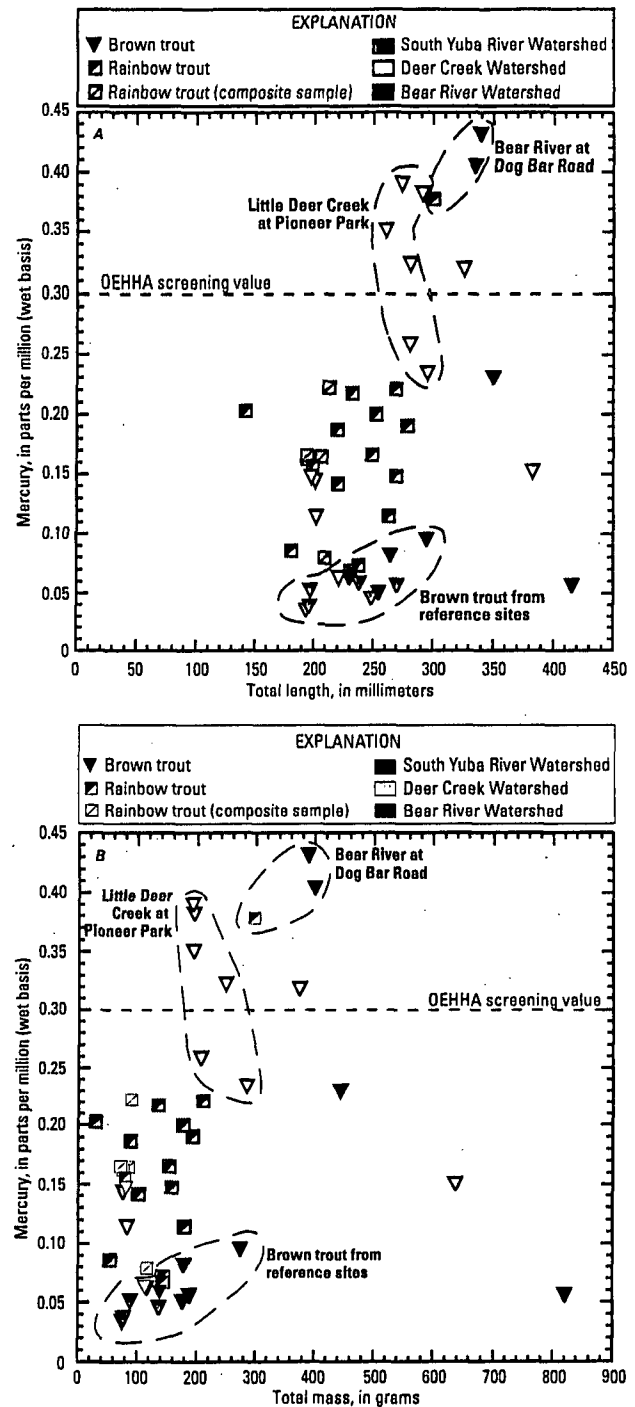 EXPLANATION
Brown trout
Rainbow trout
Rainbow trout (composite sample)
South Yuba River Watershed
Deer Creek Watershed
Bear River Watershed
A
0.45
0.40
0.35
0.30
0.25
0.20
0.15
0.10
0.05
0
Mercury, in parts per million (wet basis)
Bear River at
Dog Bar Road
Little Deer Creek
at Pioneer Park
OEHHA screening value
Brown trout from
reference sites
0 50 100 150 200 250 300 350 400 450
Total length, in millimeters
EXPLANATION
Brown trout
Rainbow trout
Rainbow trout (composite sample)
South Yuba River Watershed
Deer Creek Watershed
Bear River Watershed
B
0.45
0.40
0.35
0.30
0.25
0.20
0.15
0.10
0.05
0
Mercury, in parts per million (wet basis)
Bear River at
Dog Bar Road
Little Deer
Creek at
Pioneer Park
OEHHA screening value
Brown trout from
reference sites
0 100 200 300 400 500 600 700 800 900
Total mass, in grams